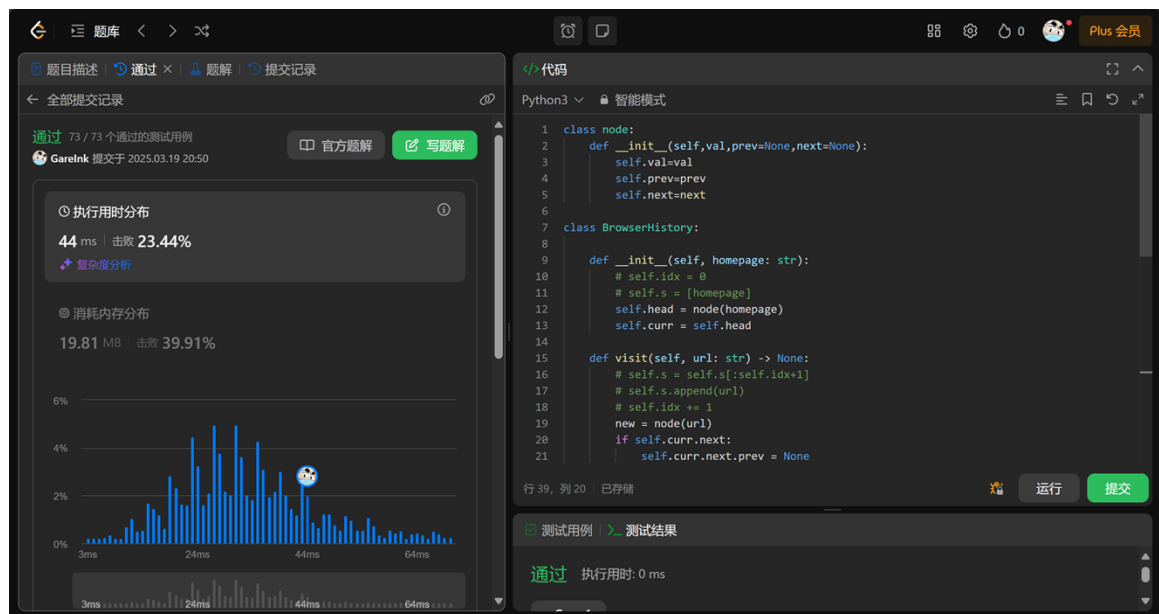 题库
0
Plus 会员
题目描述 | 通过 × | 题解 | 提交记录
← 全部提交记录
通过 73 / 73 个通过的测试用例
GareInk 提交于 2025.03.19 20:50
官方题解
写题解
执行用时分布
44 ms | 击败 23.44%
复杂度分析
消耗内存分布
19.81 MB | 击败 39.91%
6%
4%
2%
0%
3ms 24ms 44ms 64ms
3ms 24ms 44ms 64ms
</>代码
Python3 智能模式
1 class node:
2     def __init__(self,val,prev=None,next=None):
3         self.val=val
4         self.prev=prev
5         self.next=next
6
7 class BrowserHistory:
8
9     def __init__(self, homepage: str):
10         # self.idx = 0
11         # self.s = [homepage]
12         self.head = node(homepage)
13         self.curr = self.head
14
15     def visit(self, url: str) -> None:
16         # self.s = self.s[:self.idx+1]
17         # self.s.append(url)
18         # self.idx += 1
19         new = node(url)
20         if self.curr.next:
21             self.curr.next.prev = None
行 39, 列 20 | 已存储
运行
提交
测试用例 | >_ 测试结果
通过 执行用时: 0 ms